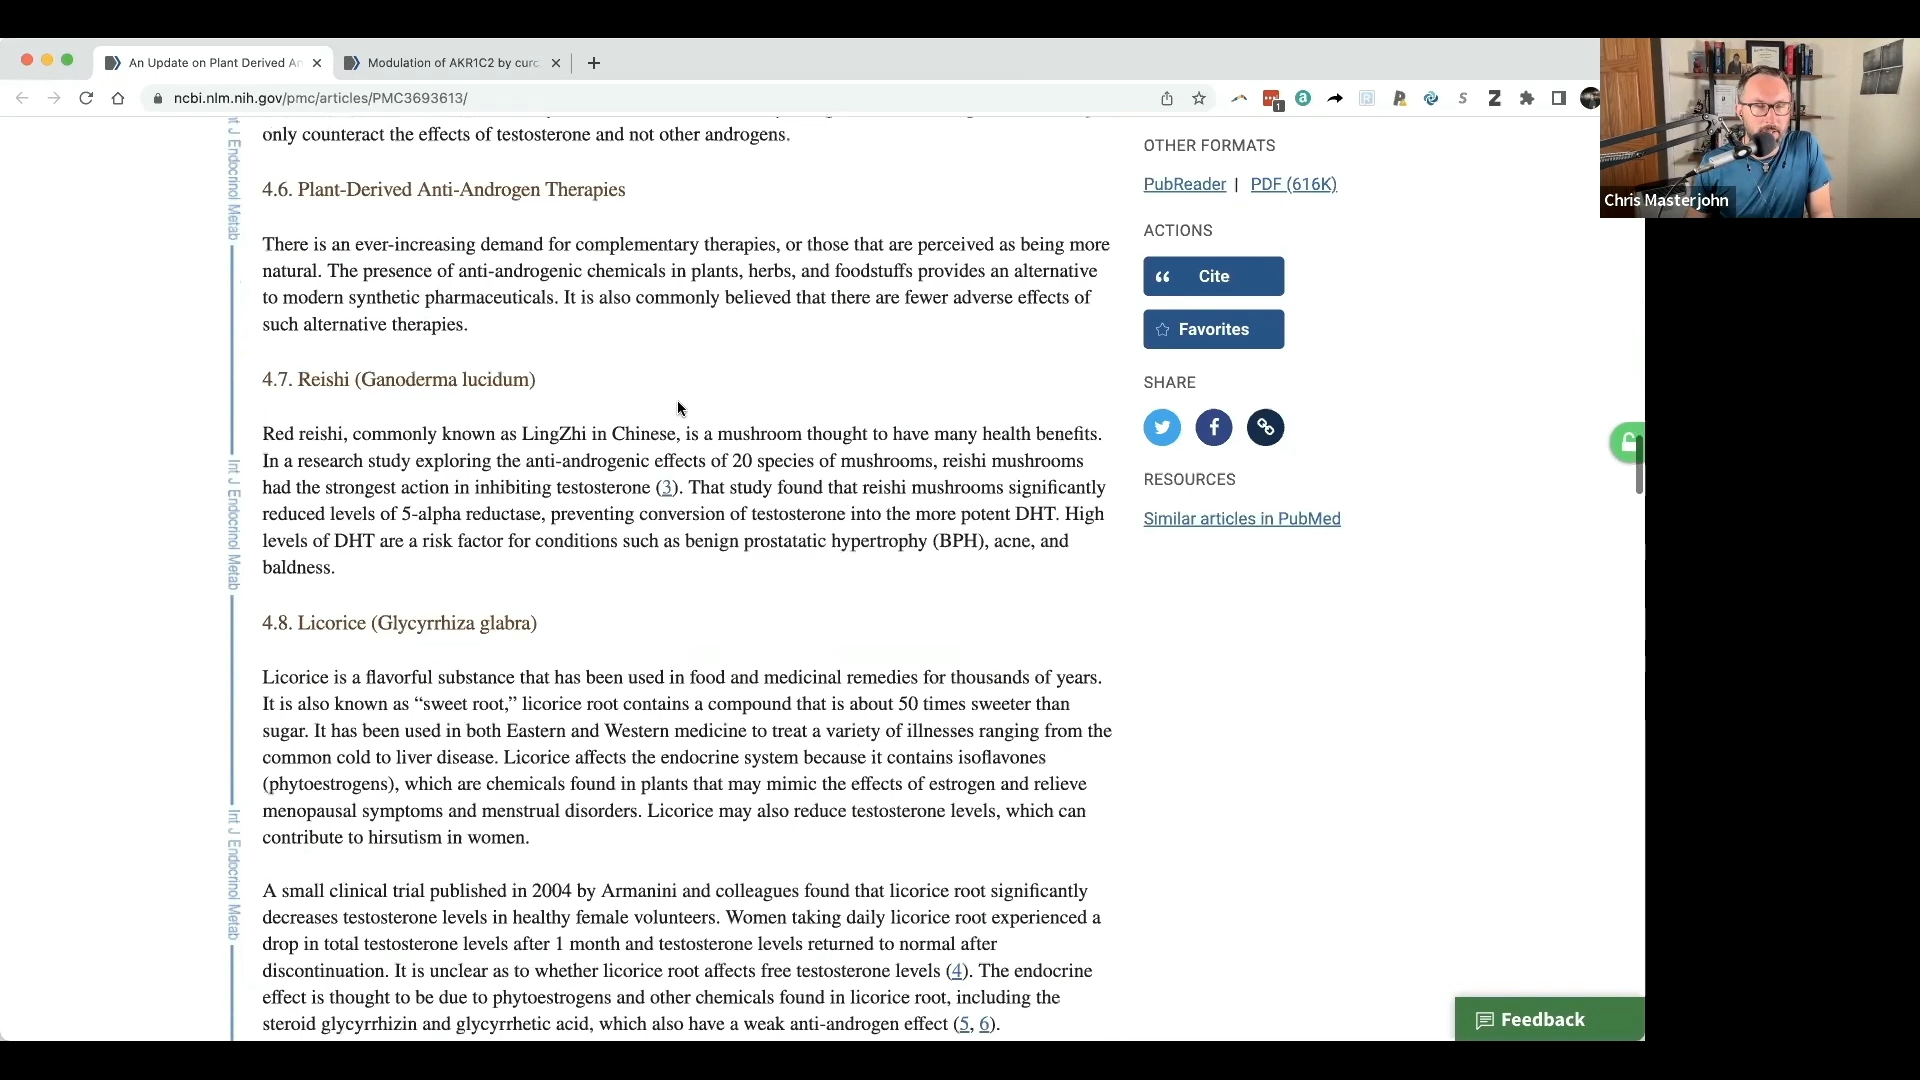 An Update on Plant Derived An
Modulation of AKR1C2 by curc
ncbi.nlm.nih.gov/pmc/articles/PMC3693613/
1
Chris Masterjohn
only counteract the effects of testosterone and not other androgens.
4.6. Plant-Derived Anti-Androgen Therapies
There is an ever-increasing demand for complementary therapies, or those that are perceived as being more
natural. The presence of anti-androgenic chemicals in plants, herbs, and foodstuffs provides an alternative
to modern synthetic pharmaceuticals. It is also commonly believed that there are fewer adverse effects of
such alternative therapies.
4.7. Reishi (Ganoderma lucidum)
Red reishi, commonly known as LingZhi in Chinese, is a mushroom thought to have many health benefits.
In a research study exploring the anti-androgenic effects of 20 species of mushrooms, reishi mushrooms
had the strongest action in inhibiting testosterone (3). That study found that reishi mushrooms significantly
reduced levels of 5-alpha reductase, preventing conversion of testosterone into the more potent DHT. High
levels of DHT are a risk factor for conditions such as benign prostatatic hypertrophy (BPH), acne, and
baldness.
4.8. Licorice (Glycyrrhiza glabra)
Licorice is a flavorful substance that has been used in food and medicinal remedies for thousands of years.
It is also known as “sweet root,” licorice root contains a compound that is about 50 times sweeter than
sugar. It has been used in both Eastern and Western medicine to treat a variety of illnesses ranging from the
common cold to liver disease. Licorice affects the endocrine system because it contains isoflavones
(phytoestrogens), which are chemicals found in plants that may mimic the effects of estrogen and relieve
menopausal symptoms and menstrual disorders. Licorice may also reduce testosterone levels, which can
contribute to hirsutism in women.
A small clinical trial published in 2004 by Armanini and colleagues found that licorice root significantly
decreases testosterone levels in healthy female volunteers. Women taking daily licorice root experienced a
drop in total testosterone levels after 1 month and testosterone levels returned to normal after
discontinuation. It is unclear as to whether licorice root affects free testosterone levels (4). The endocrine
effect is thought to be due to phytoestrogens and other chemicals found in licorice root, including the
steroid glycyrrhizin and glycyrrhetic acid, which also have a weak anti-androgen effect (5, 6).
nt J Endocrinol Metab
Int J Endocrinol Metab
Int J Endocrinol Metab
OTHER FORMATS
PubReader | PDF (616K)
ACTIONS
Cite
Favorites
SHARE
RESOURCES
Similar articles in PubMed
Feedback